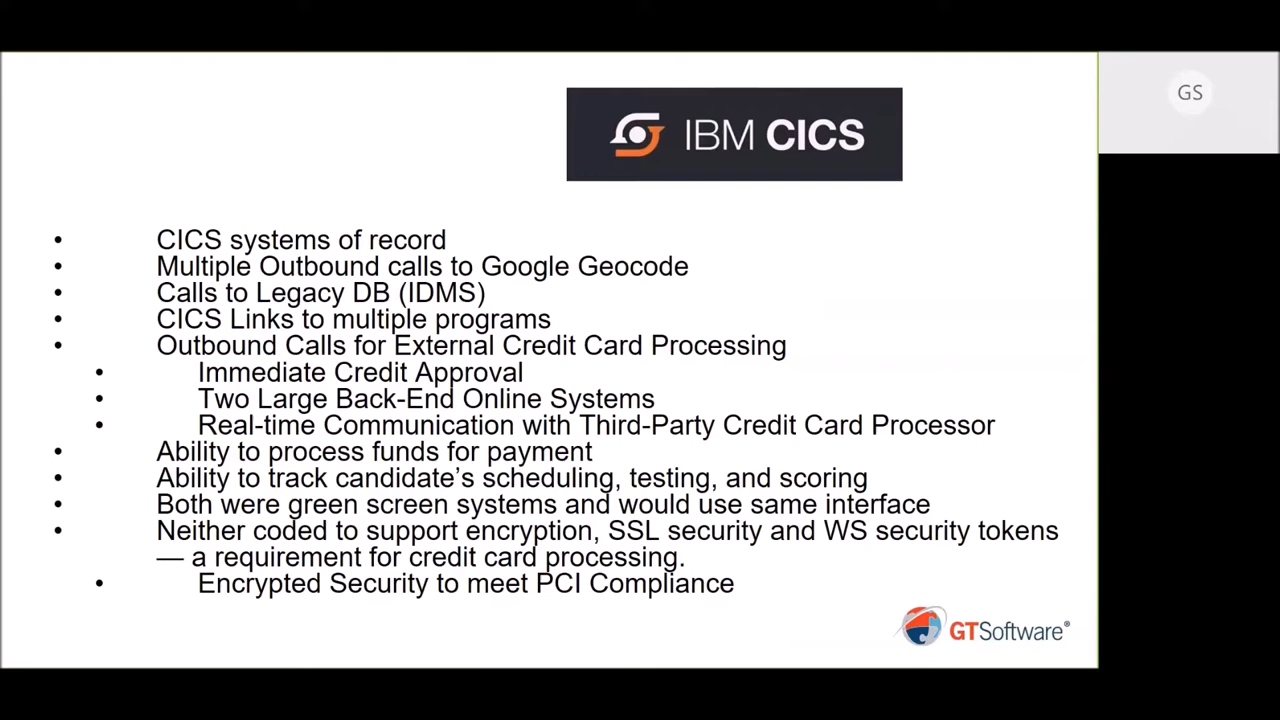 GS
IBM CICS
• CICS systems of record
• Multiple Outbound calls to Google Geocode
• Calls to Legacy DB (IDMS)
• CICS Links to multiple programs
• Outbound Calls for External Credit Card Processing
• Immediate Credit Approval
• Two Large Back-End Online Systems
• Real-time Communication with Third-Party Credit Card Processor
• Ability to process funds for payment
• Ability to track candidate’s scheduling, testing, and scoring
• Both were green screen systems and would use same interface
• Neither coded to support encryption, SSL security and WS security tokens
— a requirement for credit card processing.
• Encrypted Security to meet PCI Compliance
GTSoftware®